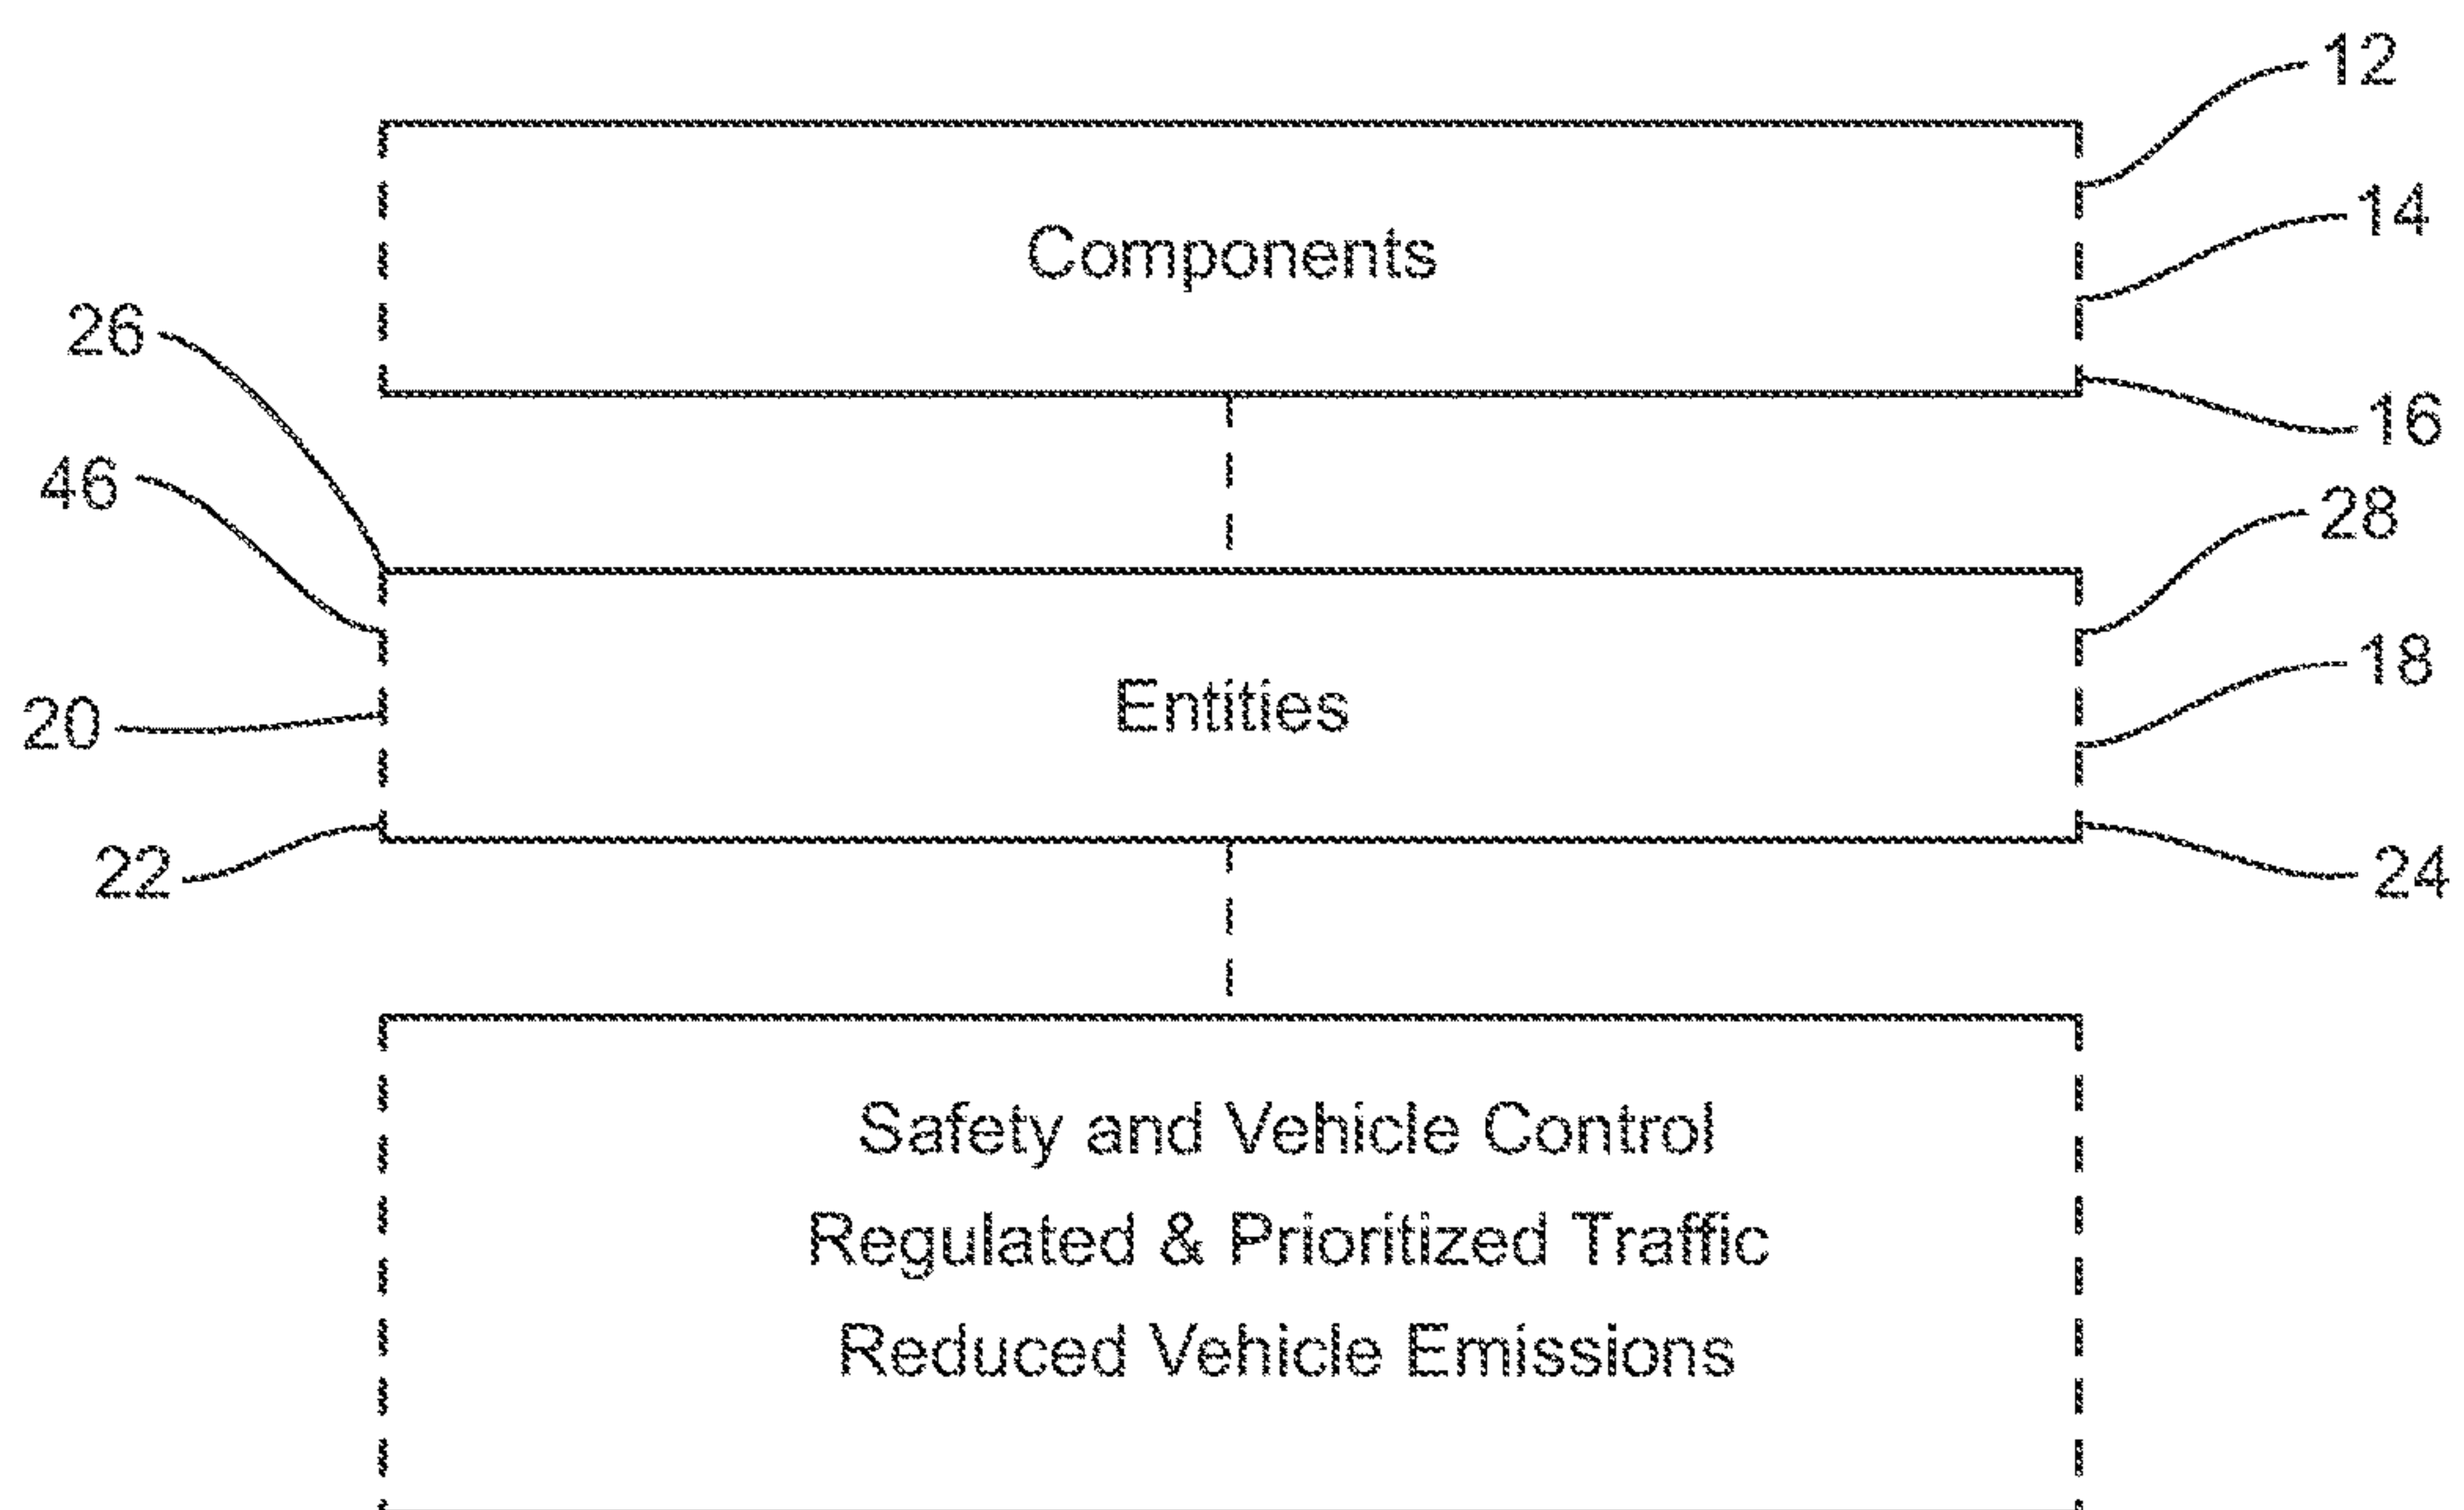 12
14
Components
26
16
46
28
18
Entities
20
22
24
Safety and Vehicle Control
Regulated & Prioritized Traffic
Reduced Vehicle Emissions